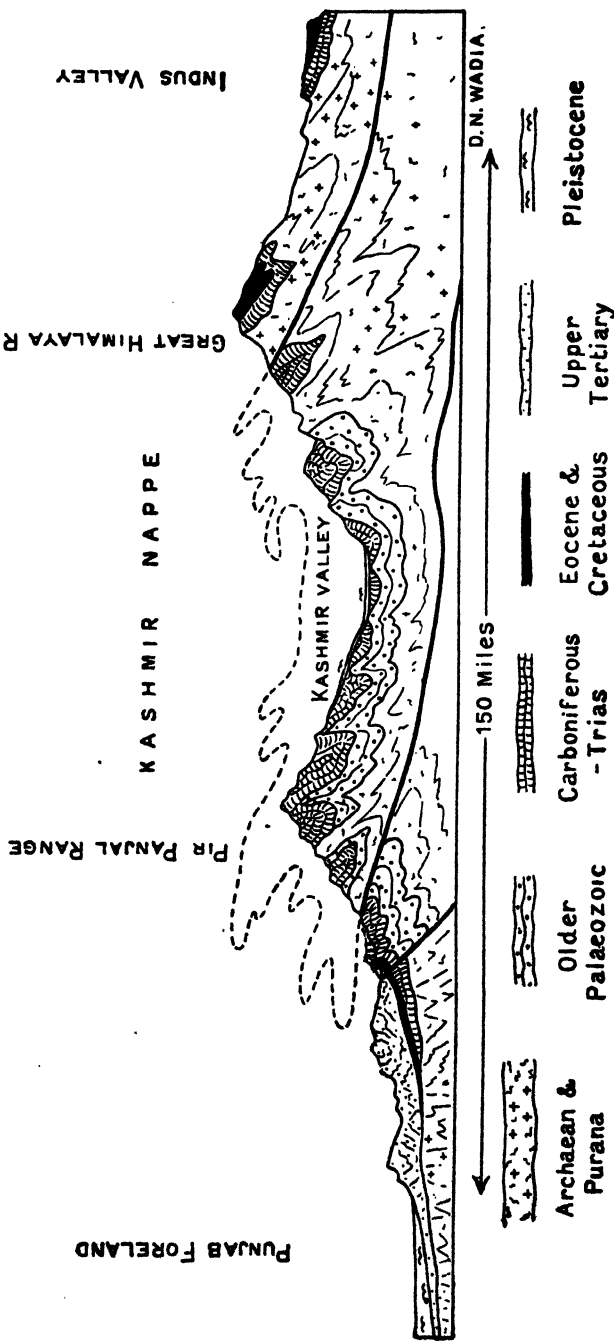 PUNJAB FORELAND
PIR PANJAL RANGE
KASHMIR NAPPE
KASHMIR VALLEY
GREAT HIMALAYA R
INDUS VALLEY
D.N. WADIA.
150 Miles
Archaean &
Purana
Older
Palaeozoic
Carboniferous
-Trias
Eocene &
Cretaceous
Upper
Tertiary
Pleistocene